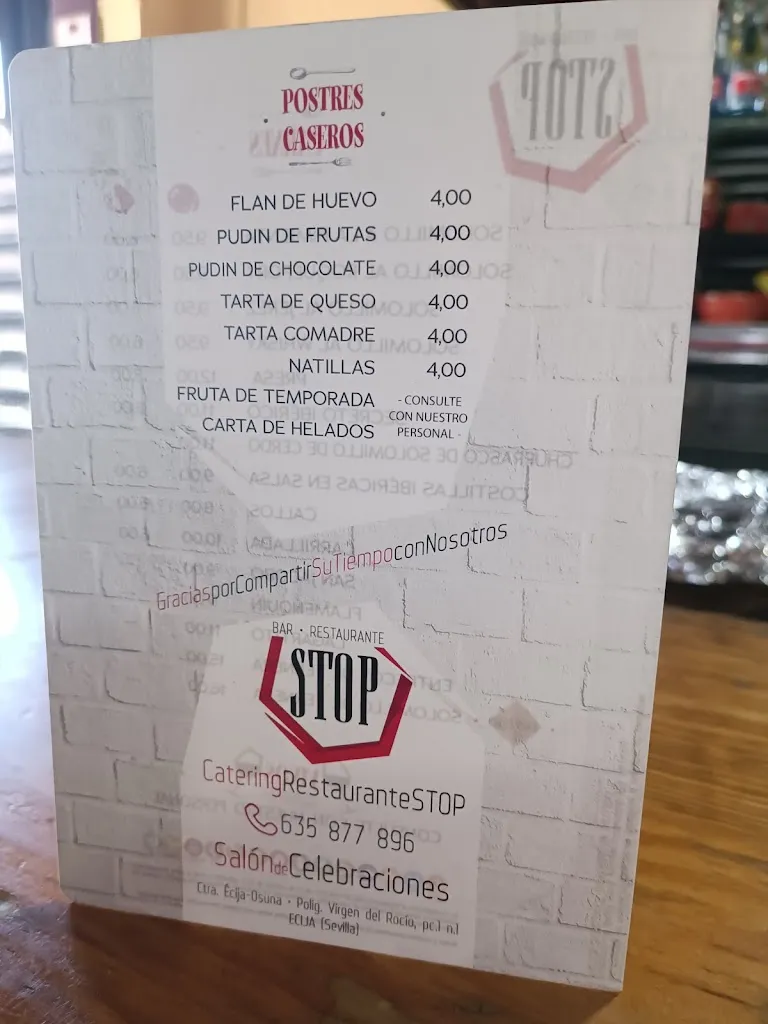 POSTRES
CASEROS
FLAN DE HUEVO 4,00
PUDIN DE FRUTAS 4,00
PUDIN DE CHOCOLATE 4,00
TARTA DE QUESO 4,00
TARTA COMADRE 4,00
NATILLAS 4,00
FRUTA DE TEMPORADA - CONSULTE
CON NUESTRO
CARTA DE HELADOS PERSONAL -
GraciasporCompartirSuTiempoconNosotros
BAR · RESTAURANTE
STOP
CateringRestauranteSTOP
635 877 896
SalóndeCelebraciones
Ctra. Écija-Osuna · Polig. Virgen del Rocío, pc.1 n.1
ECIJA (Sevilla)